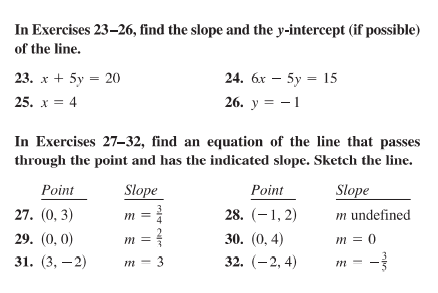 In Exercises 23–26, find the slope and the y-intercept (if possible)
of the line.
23. x + 5y = 20 24. 6x − 5y = 15
25. x = 4 26. y = −1
In Exercises 27–32, find an equation of the line that passes
through the point and has the indicated slope. Sketch the line.
Point Slope Point Slope
27. (0, 3) m = 3/4 28. (−1, 2) m undefined
29. (0, 0) m = 2/3 30. (0, 4) m = 0
31. (3, −2) m = 3 32. (−2, 4) m = −3/5